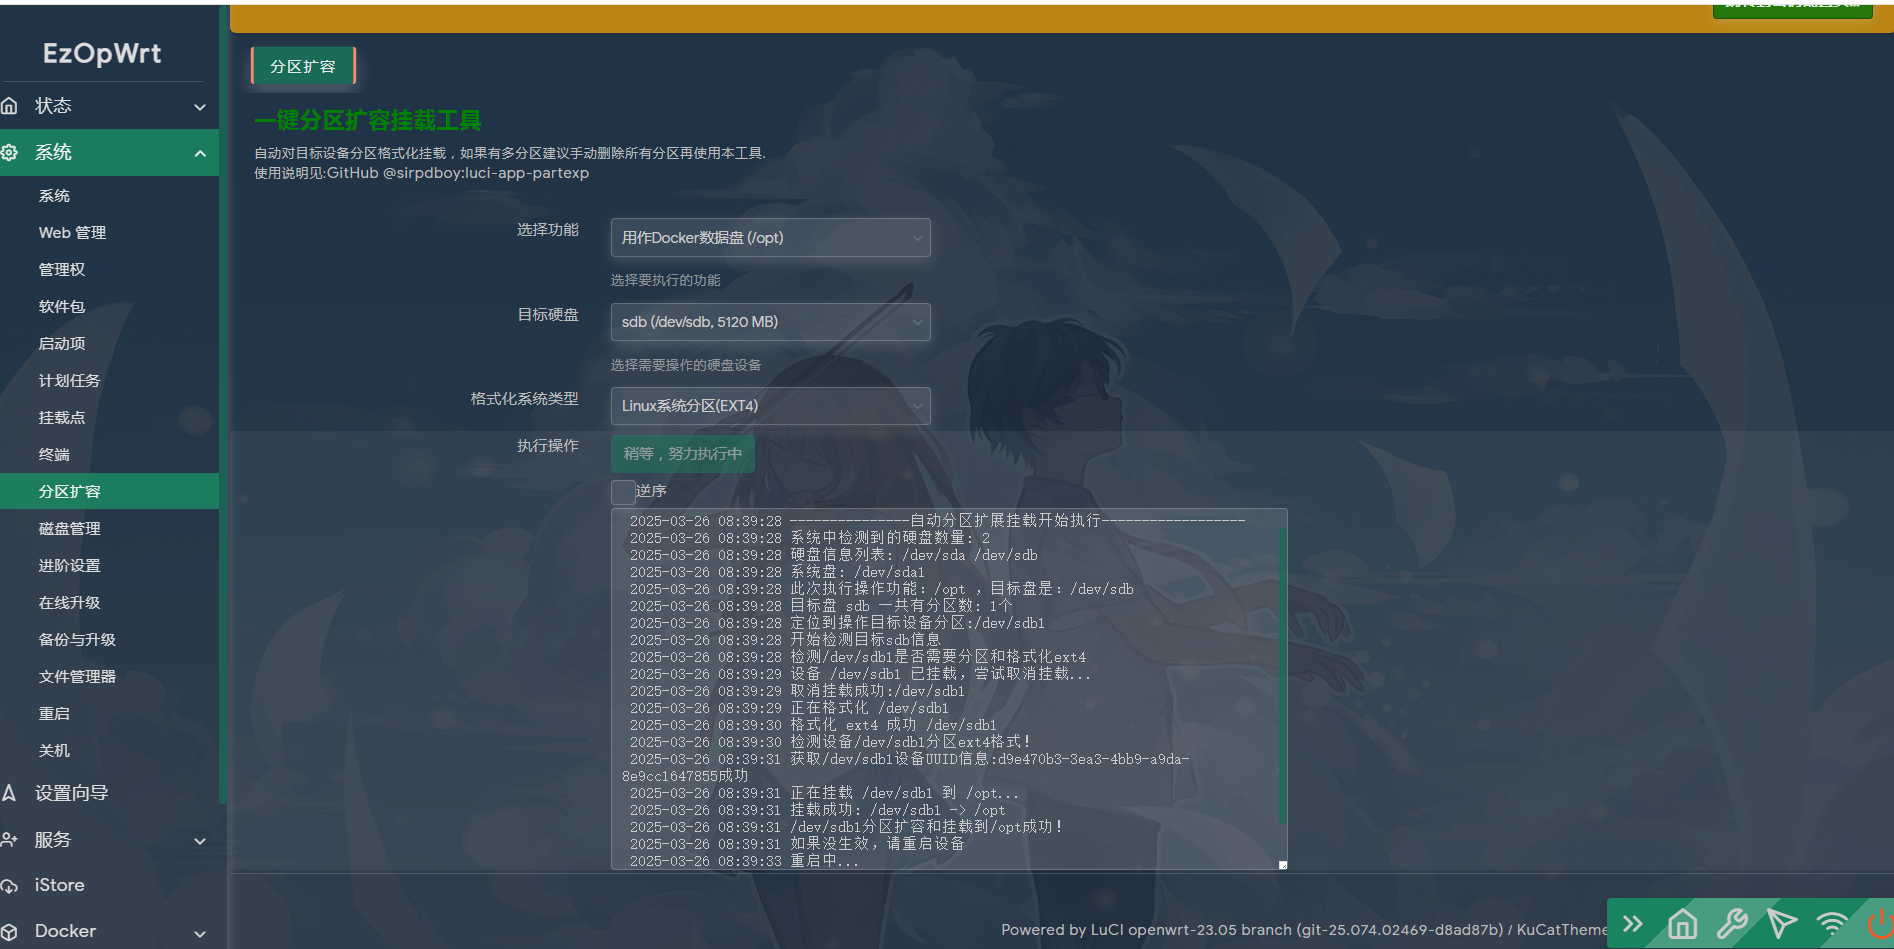 EzOpWrt
状态
系统
系统
Web 管理
管理权
软件包
启动项
计划任务
挂载点
终端
分区扩容
磁盘管理
进阶设置
在线升级
备份与升级
文件管理器
重启
关机
设置向导
服务
iStore
Docker
分区扩容
一键分区扩容挂载工具
自动对目标设备分区格式化挂载，如果有多分区建议手动删除所有分区再使用本工具.
使用说明见:GitHub @sirpdboy:luci-app-partexp
选择功能
用作Docker数据盘 (/opt)
选择要执行的功能
目标硬盘
sdb (/dev/sdb, 5120 MB)
选择需要操作的硬盘设备
格式化系统类型
Linux系统分区(EXT4)
执行操作
稍等，努力执行中
逆序
2025-03-26 08:39:28 ---------------自动分区扩展挂载开始执行------------------
2025-03-26 08:39:28 系统中检测到的硬盘数量: 2
2025-03-26 08:39:28 硬盘信息列表: /dev/sda /dev/sdb
2025-03-26 08:39:28 系统盘: /dev/sda1
2025-03-26 08:39:28 此次执行操作功能: /opt ，目标盘是: /dev/sdb
2025-03-26 08:39:28 目标盘 sdb 一共有分区数: 1个
2025-03-26 08:39:28 定位到操作目标设备分区:/dev/sdb1
2025-03-26 08:39:28 开始检测目标sdb信息
2025-03-26 08:39:28 检测/dev/sdb1是否需要分区和格式化ext4
2025-03-26 08:39:29 设备 /dev/sdb1 已挂载，尝试取消挂载...
2025-03-26 08:39:29 取消挂载成功:/dev/sdb1
2025-03-26 08:39:29 正在格式化 /dev/sdb1
2025-03-26 08:39:30 格式化 ext4 成功 /dev/sdb1
2025-03-26 08:39:30 检测设备/dev/sdb1分区ext4格式!
2025-03-26 08:39:31 获取/dev/sdb1设备UUID信息:d9e470b3-3ea3-4bb9-a9da-
8e9cc1647855成功
2025-03-26 08:39:31 正在挂载 /dev/sdb1 到 /opt...
2025-03-26 08:39:31 挂载成功: /dev/sdb1 -> /opt
2025-03-26 08:39:31 /dev/sdb1分区扩容和挂载到/opt成功!
2025-03-26 08:39:31 如果没生效，请重启设备
2025-03-26 08:39:33 重启中...
Powered by LuCI openwrt-23.05 branch (git-25.074.02469-d8ad87b) / KuCatTheme